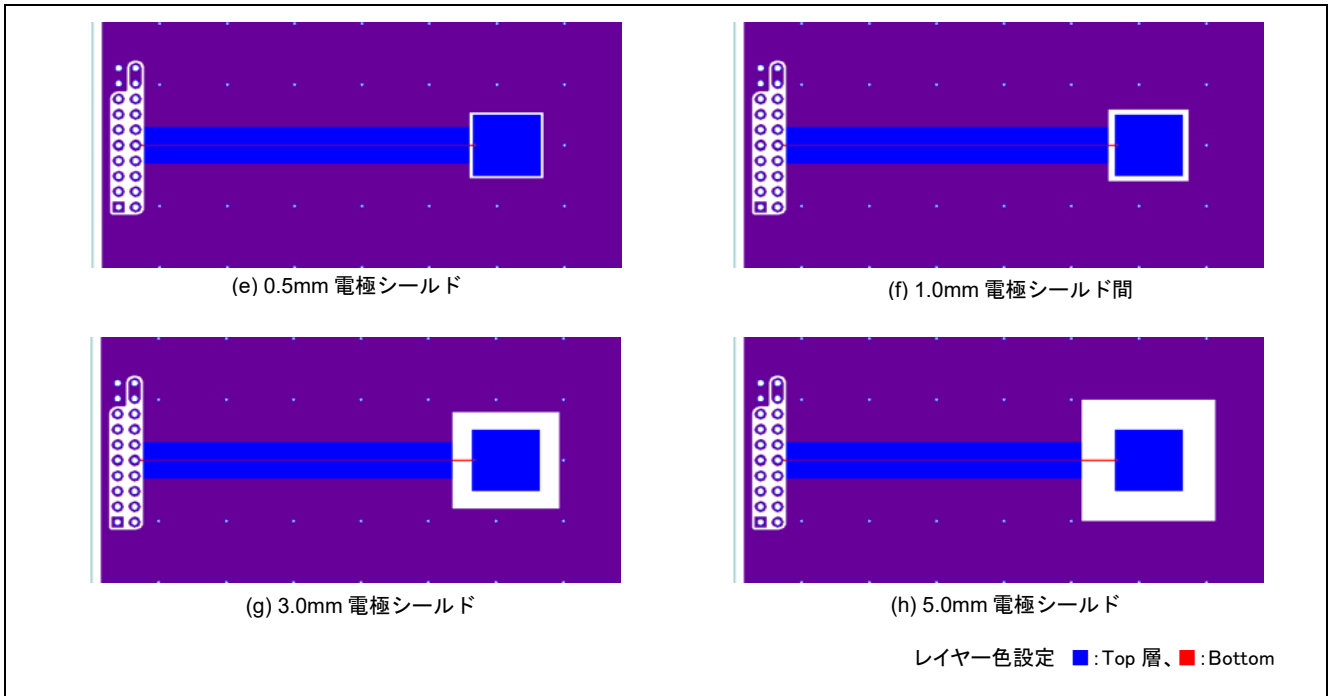 (e) 0.5mm 電極シールド
(f) 1.0mm 電極シールド間
(g) 3.0mm 電極シールド
(h) 5.0mm 電極シールド
レイヤー色設定 ■:Top 層、■:Bottom